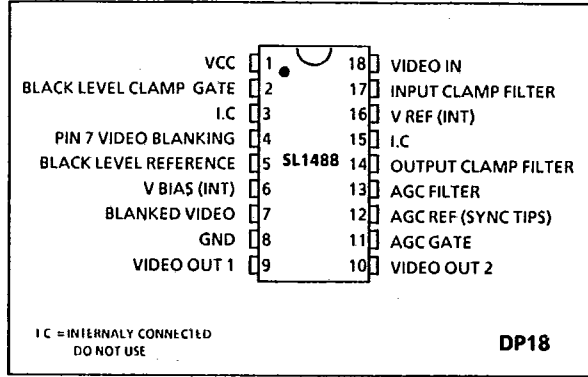 VCC 1 18 VIDEO IN
BLACK LEVEL CLAMP GATE 2 17 INPUT CLAMP FILTER
I.C 3 16 V REF (INT)
PIN 7 VIDEO BLANKING 4 15 I.C
BLACK LEVEL REFERENCE 5 SL1488 14 OUTPUT CLAMP FILTER
V BIAS (INT) 6 13 AGC FILTER
BLANKED VIDEO 7 12 AGC REF (SYNC TIPS)
GND 8 11 AGC GATE
VIDEO OUT 1 9 10 VIDEO OUT 2
I C = INTERNALY CONNECTED
DO NOT USE
DP18